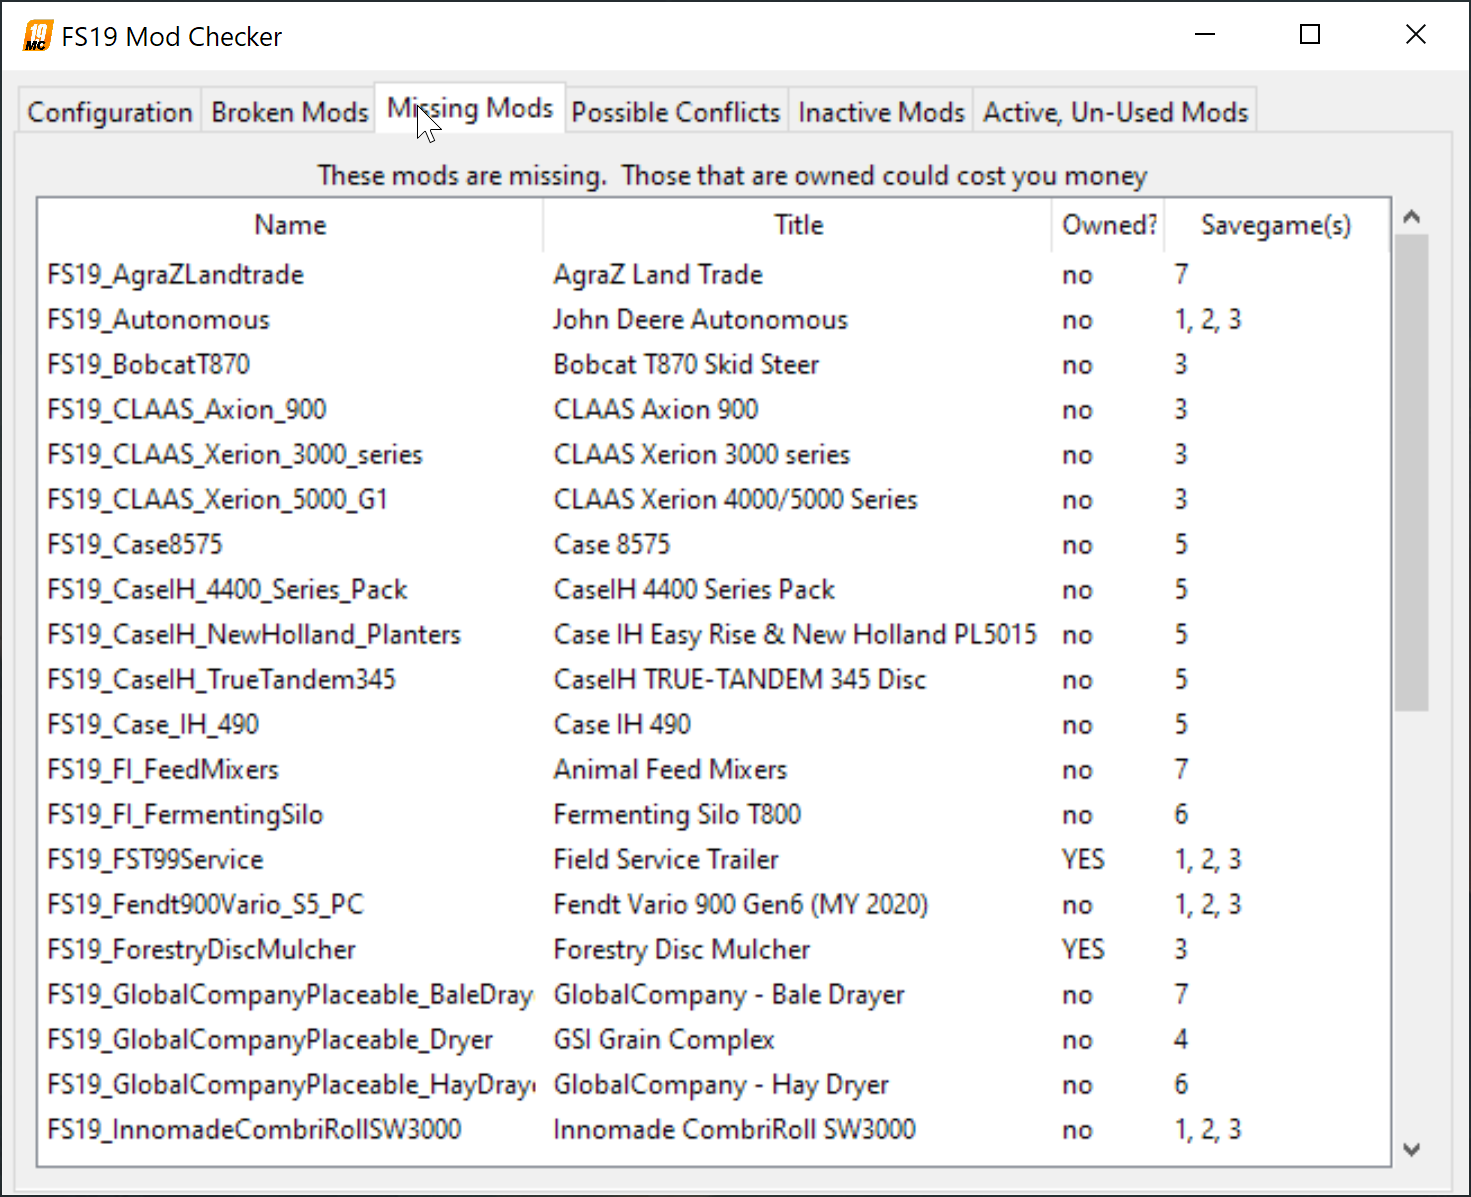 19 MC FS19 Mod Checker
Configuration Broken Mods Missing Mods Possible Conflicts Inactive Mods Active, Un-Used Mods
These mods are missing.  Those that are owned could cost you money
Name Title Owned? Savegame(s)
FS19_AgraZLandtrade AgraZ Land Trade no 7
FS19_Autonomous John Deere Autonomous no 1, 2, 3
FS19_BobcatT870 Bobcat T870 Skid Steer no 3
FS19_CLAAS_Axion_900 CLAAS Axion 900 no 3
FS19_CLAAS_Xerion_3000_series CLAAS Xerion 3000 series no 3
FS19_CLAAS_Xerion_5000_G1 CLAAS Xerion 4000/5000 Series no 3
FS19_Case8575 Case 8575 no 5
FS19_CaseIH_4400_Series_Pack CaseIH 4400 Series Pack no 5
FS19_CaseIH_NewHolland_Planters Case IH Easy Rise & New Holland PL5015 no 5
FS19_CaseIH_TrueTandem345 CaseIH TRUE-TANDEM 345 Disc no 5
FS19_Case_IH_490 Case IH 490 no 5
FS19_FI_FeedMixers Animal Feed Mixers no 7
FS19_FI_FermentingSilo Fermenting Silo T800 no 6
FS19_FST99Service Field Service Trailer YES 1, 2, 3
FS19_Fendt900Vario_S5_PC Fendt Vario 900 Gen6 (MY 2020) no 1, 2, 3
FS19_ForestryDiscMulcher Forestry Disc Mulcher YES 3
FS19_GlobalCompanyPlaceable_BaleDray GlobalCompany - Bale Drayer no 7
FS19_GlobalCompanyPlaceable_Dryer GSI Grain Complex no 4
FS19_GlobalCompanyPlaceable_HayDray GlobalCompany - Hay Dryer no 6
FS19_InnomadeCombriRollSW3000 Innomade CombriRoll SW3000 no 1, 2, 3